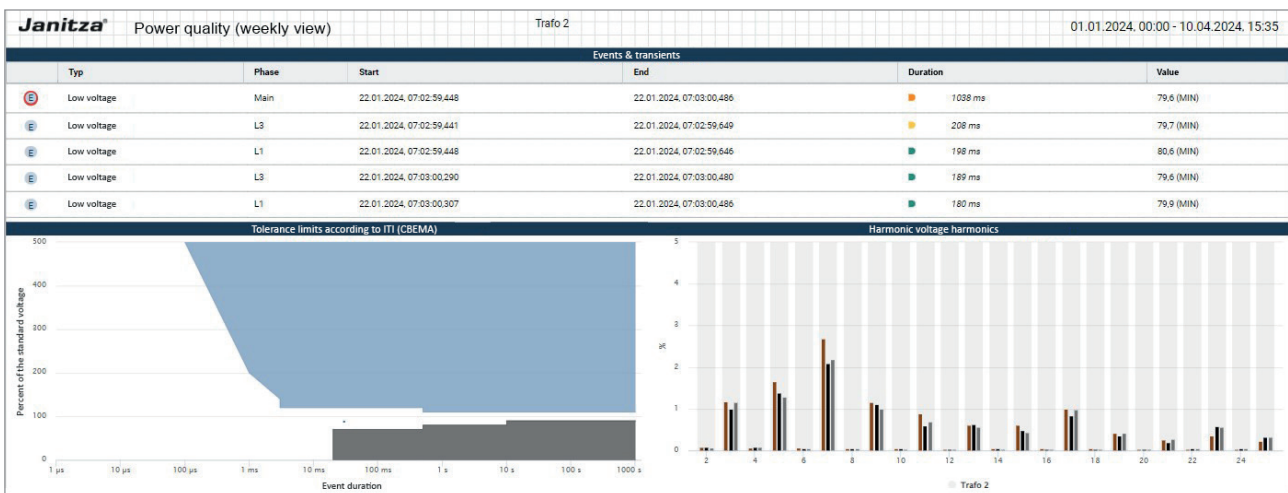 Janitza® Power quality (weekly view) Trafo 2 01.01.2024, 00:00 - 10.04.2024, 15:35
Events & transients
Typ Phase Start End Duration Value
E Low voltage Main 22.01.2024, 07:02:59,448 22.01.2024, 07:03:00,486 1038 ms 79,6 (MIN)
E Low voltage L3 22.01.2024, 07:02:59,441 22.01.2024, 07:02:59,649 208 ms 79,7 (MIN)
E Low voltage L1 22.01.2024, 07:02:59,448 22.01.2024, 07:02:59,646 198 ms 80,6 (MIN)
E Low voltage L3 22.01.2024, 07:03:00,290 22.01.2024, 07:03:00,480 189 ms 79,6 (MIN)
E Low voltage L1 22.01.2024, 07:03:00,307 22.01.2024, 07:03:00,486 180 ms 79,9 (MIN)
Tolerance limits according to ITI (CBEMA)
Percent of the standard voltage
500
400
300
200
100
0
1 µs 10 µs 100 µs 1 ms 10 ms 100 ms 1 s 10 s 100 s 1000 s
Event duration
Harmonic voltage harmonics
%
5
4
3
2
1
0
2 4 6 8 10 12 14 16 18 20 22 24
Trafo 2